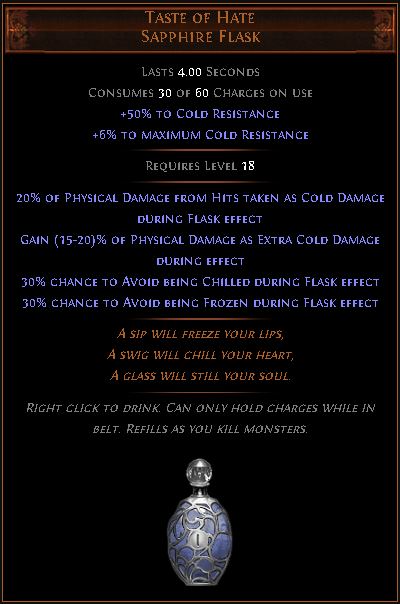 Taste of Hate
Sapphire Flask
Lasts 4.00 Seconds
Consumes 30 of 60 Charges on use
+50% to Cold Resistance
+6% to maximum Cold Resistance
Requires Level 18
20% of Physical Damage from Hits taken as Cold Damage
during Flask effect
Gain (15-20)% of Physical Damage as Extra Cold Damage
during effect
30% chance to Avoid being Chilled during Flask effect
30% chance to Avoid being Frozen during Flask effect
A sip will freeze your lips,
A swig will chill your heart,
A glass will still your soul.
Right click to drink. Can only hold charges while in
belt. Refills as you kill monsters.